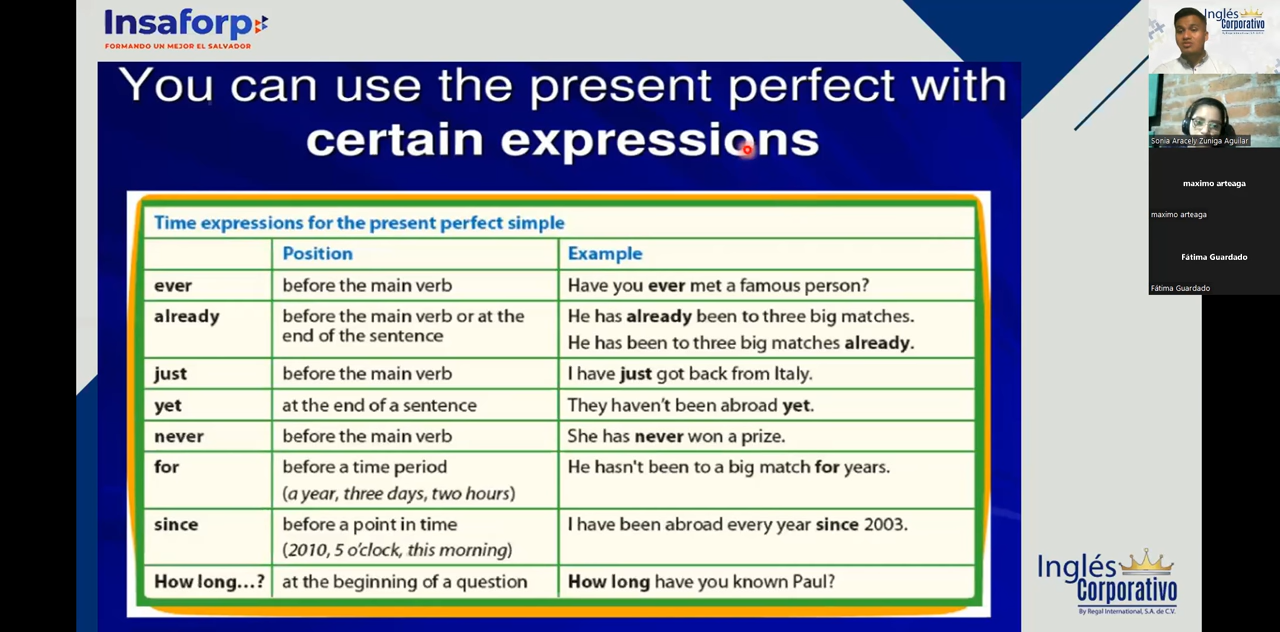 Insaforp
FORMANDO UN MEJOR EL SALVADOR
You can use the present perfect with
certain expressions
Time expressions for the present perfect simple
Position
Example
ever
before the main verb
Have you ever met a famous person?
already
before the main verb or at the
end of the sentence
He has already been to three big matches.
He has been to three big matches already.
just
before the main verb
I have just got back from Italy.
yet
at the end of a sentence
They haven't been abroad yet.
never
before the main verb
She has never won a prize.
for
before a time period
(a year, three days, two hours)
He hasn't been to a big match for years.
since
before a point in time
(2010, 5 o'clock, this morning)
I have been abroad every year since 2003.
How long...?
at the beginning of a question
How long have you known Paul?
Inglés
Corporativo
Sonia Aracely Zuniga Aguilar
maximo arteaga
maximo arteaga
Fátima Guardado
Fátima Guardado
Inglés
Corporativo
By Regal International, S.A. de C.V.